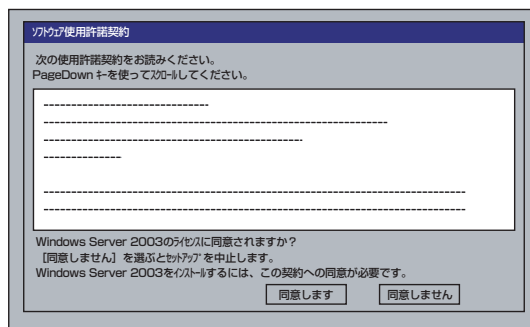 ソフトウェア使用許諾契約
次の使用許諾契約をお読みください。
PageDown キーを使ってスクロールしてください。
Windows Server 2003のライセンスに同意されますか？
［同意しません］を選ぶとセットアップを中止します。
Windows Server 2003をインストールするには、この契約への同意が必要です。
同意します
同意しません